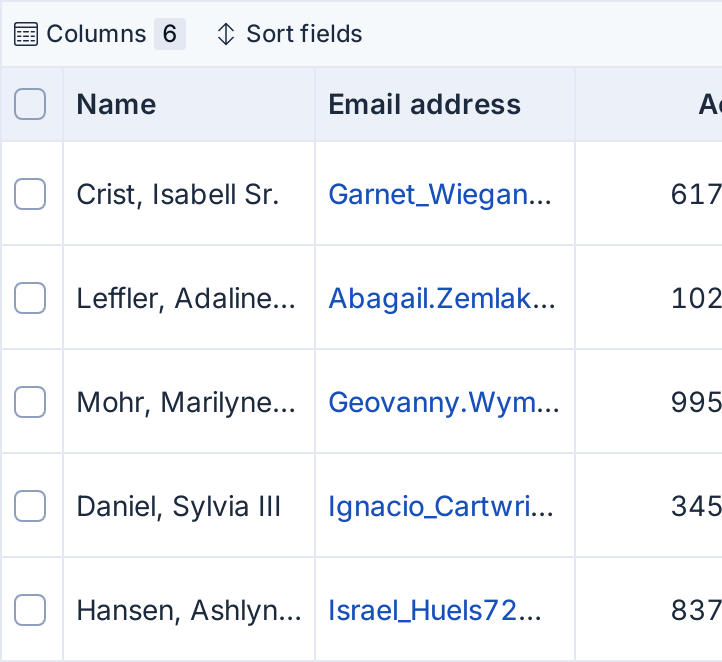 Columns 6 Sort fields
Name Email address
Crist, Isabell Sr. Garnet_Wiegan... 617
Leffler, Adaline... Abagail.Zemlak... 102
Mohr, Marilyne... Geovanny.Wym... 995
Daniel, Sylvia III Ignacio_Cartwri... 345
Hansen, Ashlyn... Israel_Huels72... 837